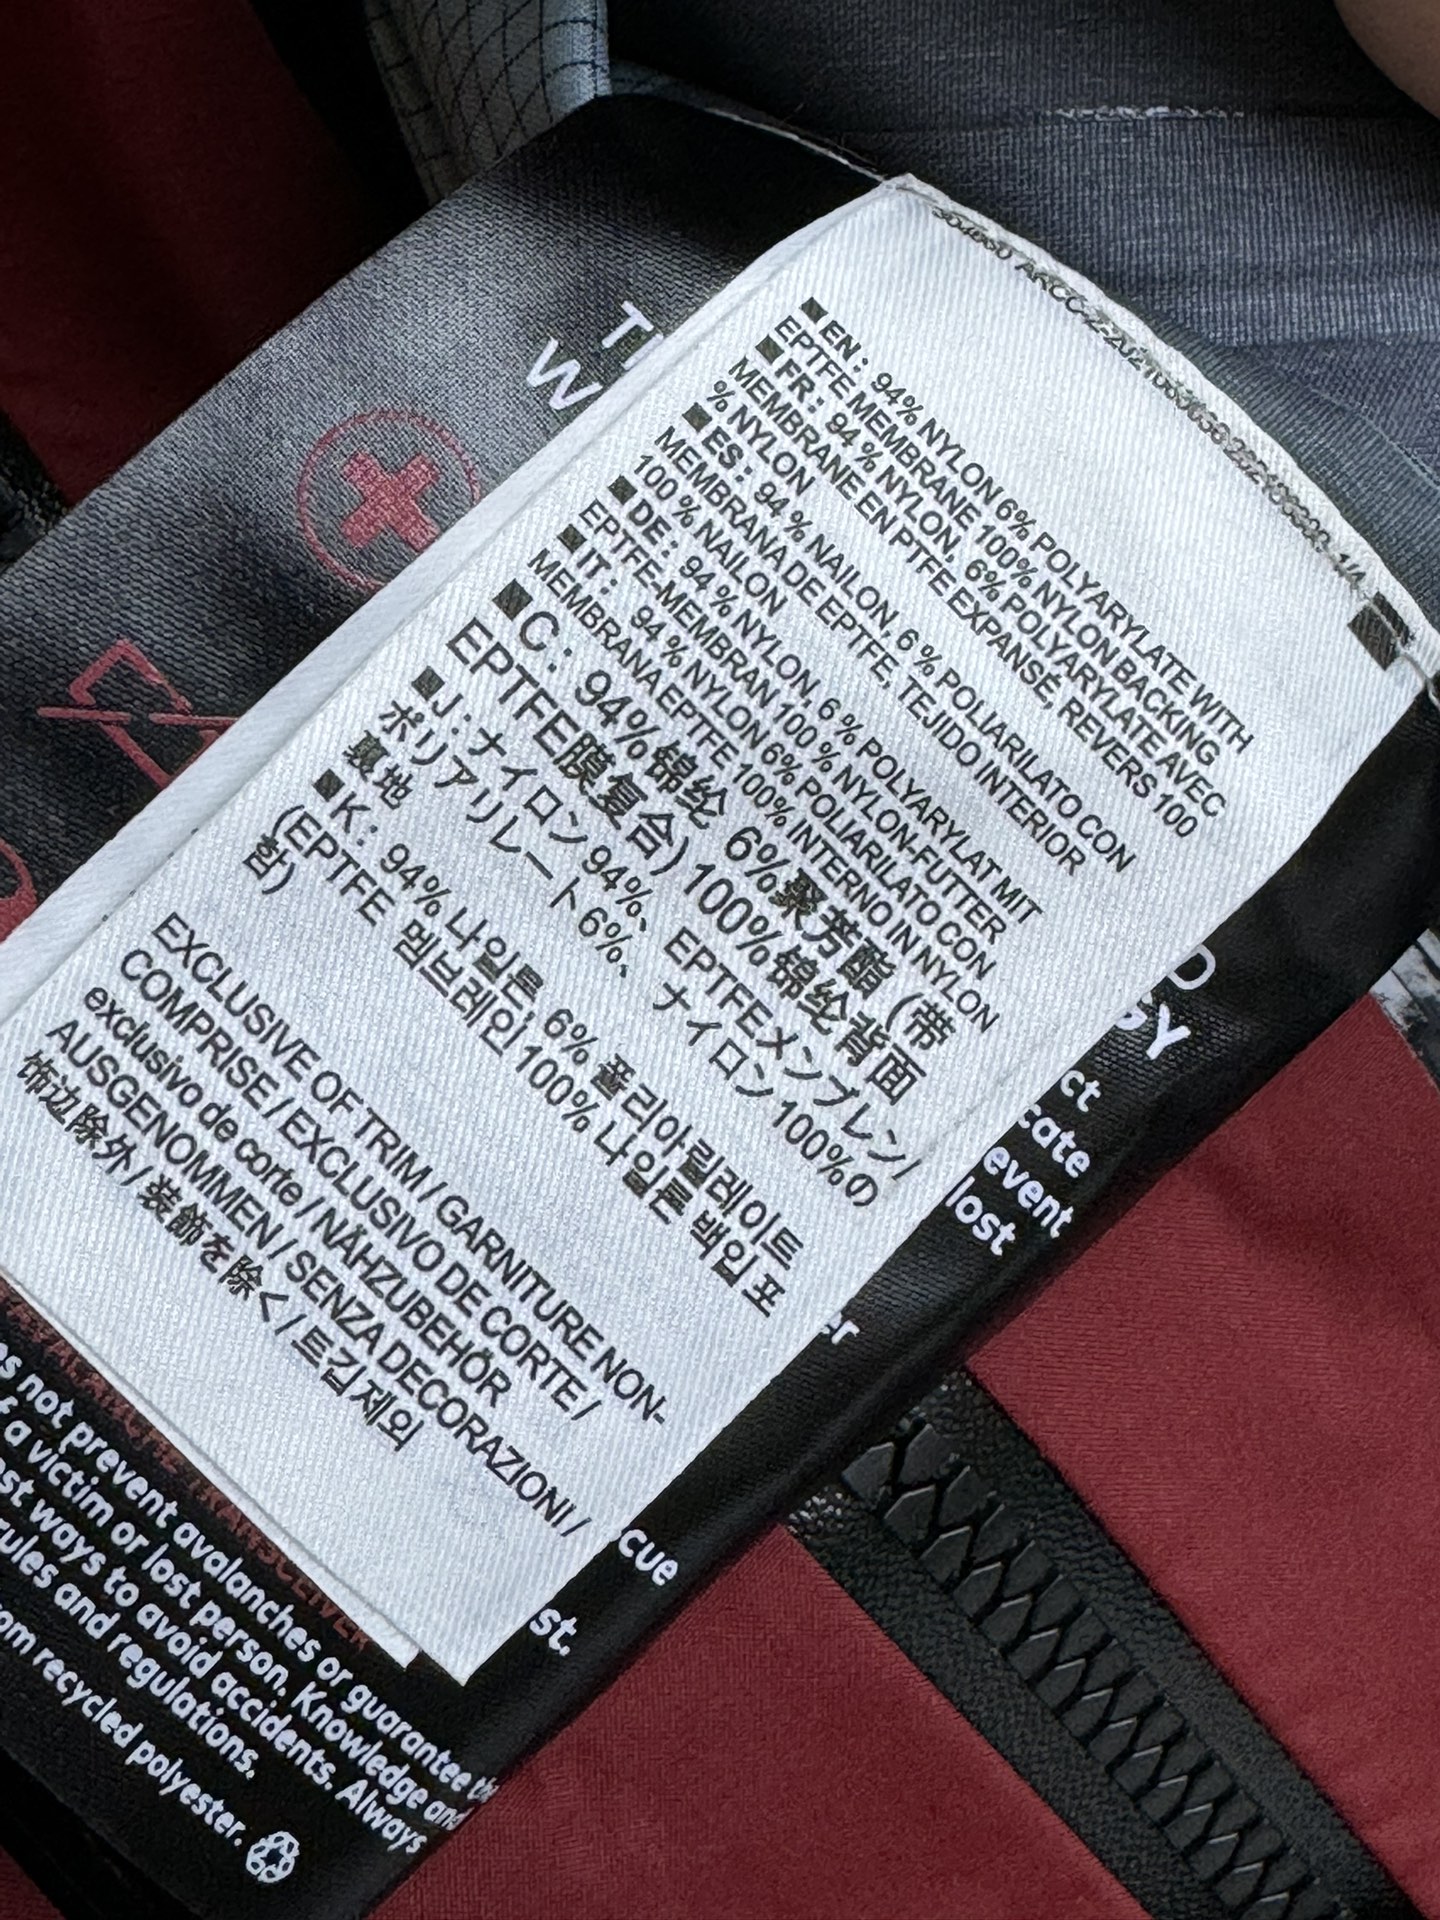 ■EN: 94% NYLON 6% POLYARYLATE WITH
EPTFE MEMBRANE 100% NYLON BACKING
■FR: 94 % NYLON, 6% POLYARYLATE AVEC
MEMBRANE EN PTFE EXPANSÉ, REVERS 100
% NYLON
■ES: 94 % NAILON, 6 % POLIARILATO CON
MEMBRANA DE EPTFE, TEJIDO INTERIOR
100 % NAILON
■DE: 94 % NYLON, 6 % POLYARYLAT MIT
EPTFE-MEMBRAN 100 % NYLON-FUTTER
■IT: 94 % NYLON 6% POLIARILATO CON
MEMBRANA EPTFE 100% INTERNO IN NYLON
■C: 94%锦纶 6%聚芳酯 (带
EPTFE膜复合) 100%锦纶背面
■J: ナイロン 94%、EPTFEメンブレン/
ポリアリレート 6%、ナイロン 100%の
裏地
■K: 94% 나일론, 6% 폴리아릴레이트
(EPTFE 멤브레인 100% 나일론 백입 포
함)
EXCLUSIVE OF TRIM / GARNITURE NON-
COMPRISE / EXCLUSIVO DE CORTE /
exclusivo de corte / NÄHZUBEHÖR
AUSGENOMMEN / SENZA DECORAZIONI /
饰边除外 / 装飾を除く / 트림제외
ct
cate
event
lost
cue
st.
not prevent avalanches or guarantee
a victim or lost person. Knowledge and
ways to avoid accidents. Always
rules and regulations.
recycled polyester.